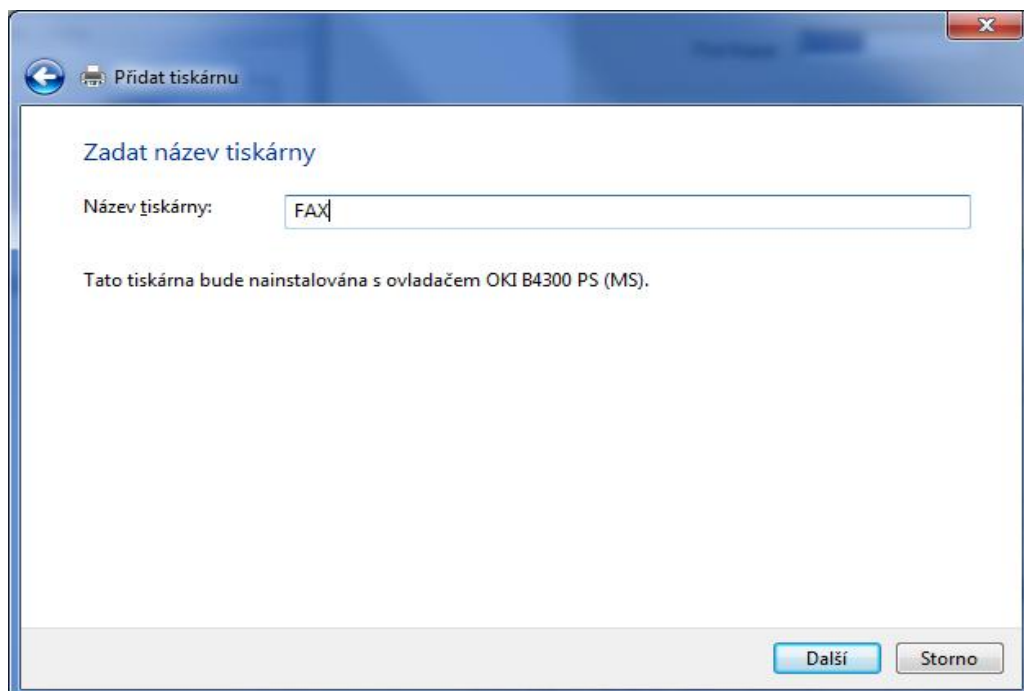 Přidat tiskárnu
Zadat název tiskárny
Název tiskárny: FAX
Tato tiskárna bude nainstalována s ovladačem OKI B4300 PS (MS).
Další Storno